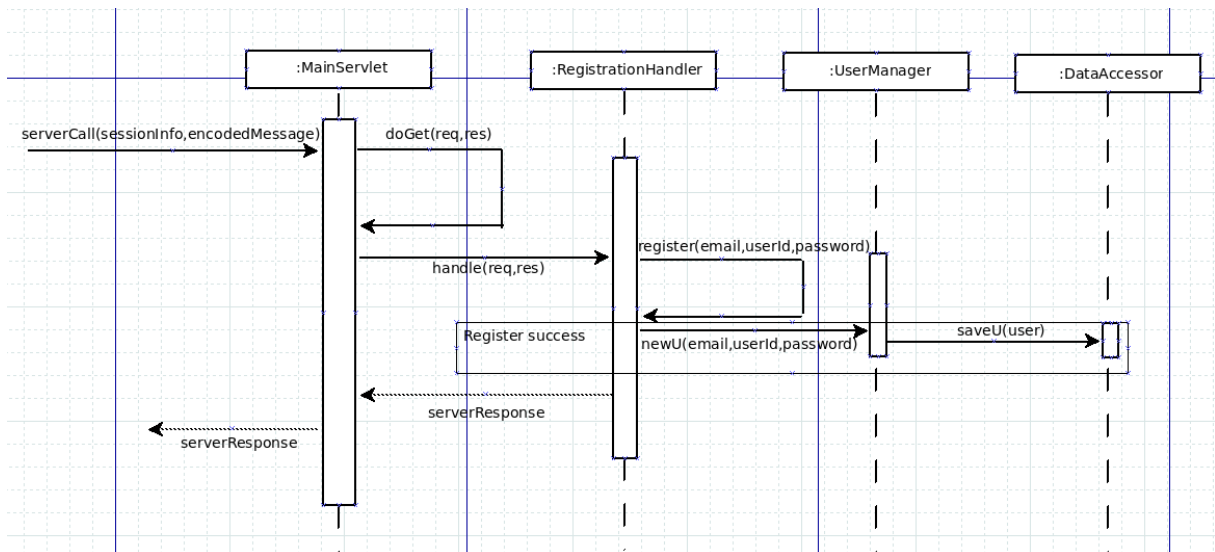 :MainServlet
:RegistrationHandler
:UserManager
:DataAccessor
serverCall(sessionInfo,encodedMessage)
doGet(req,res)
handle(req,res)
register(email,userId,password)
Register success
newU(email,userId,password)
saveU(user)
serverResponse
serverResponse